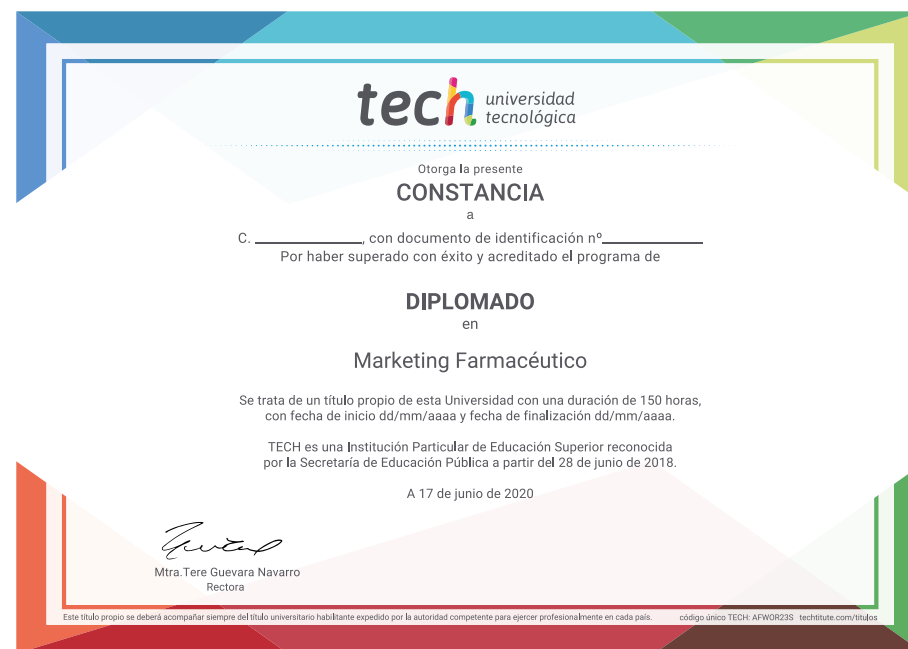 tech universidad
tecnológica
Otorga la presente
CONSTANCIA
a
C. ______________, con documento de identificación nº_____________
Por haber superado con éxito y acreditado el programa de
DIPLOMADO
en
Marketing Farmacéutico
Se trata de un título propio de esta Universidad con una duración de 150 horas,
con fecha de inicio dd/mm/aaaa y fecha de finalización dd/mm/aaaa.
TECH es una Institución Particular de Educación Superior reconocida
por la Secretaría de Educación Pública a partir del 28 de junio de 2018.
A 17 de junio de 2020
Mtra.Tere Guevara Navarro
Rectora
Este título propio se deberá acompañar siempre del título universitario habilitante expedido por la autoridad competente para ejercer profesionalmente en cada país. código único TECH: AFWOR23S techtitute.com/titulos